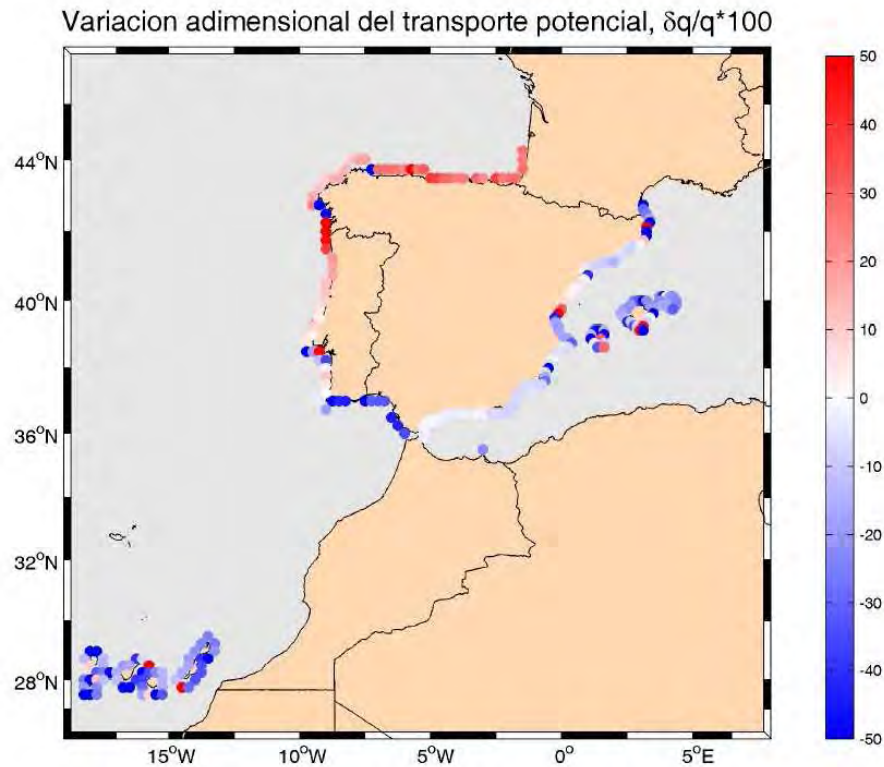 Variacion adimensional del transporte potencial, δq/q*100
44°N
40°N
36°N
32°N
28°N
15°W
10°W
5°W
0°
5°E
50
40
30
20
10
0
-10
-20
-30
-40
-50